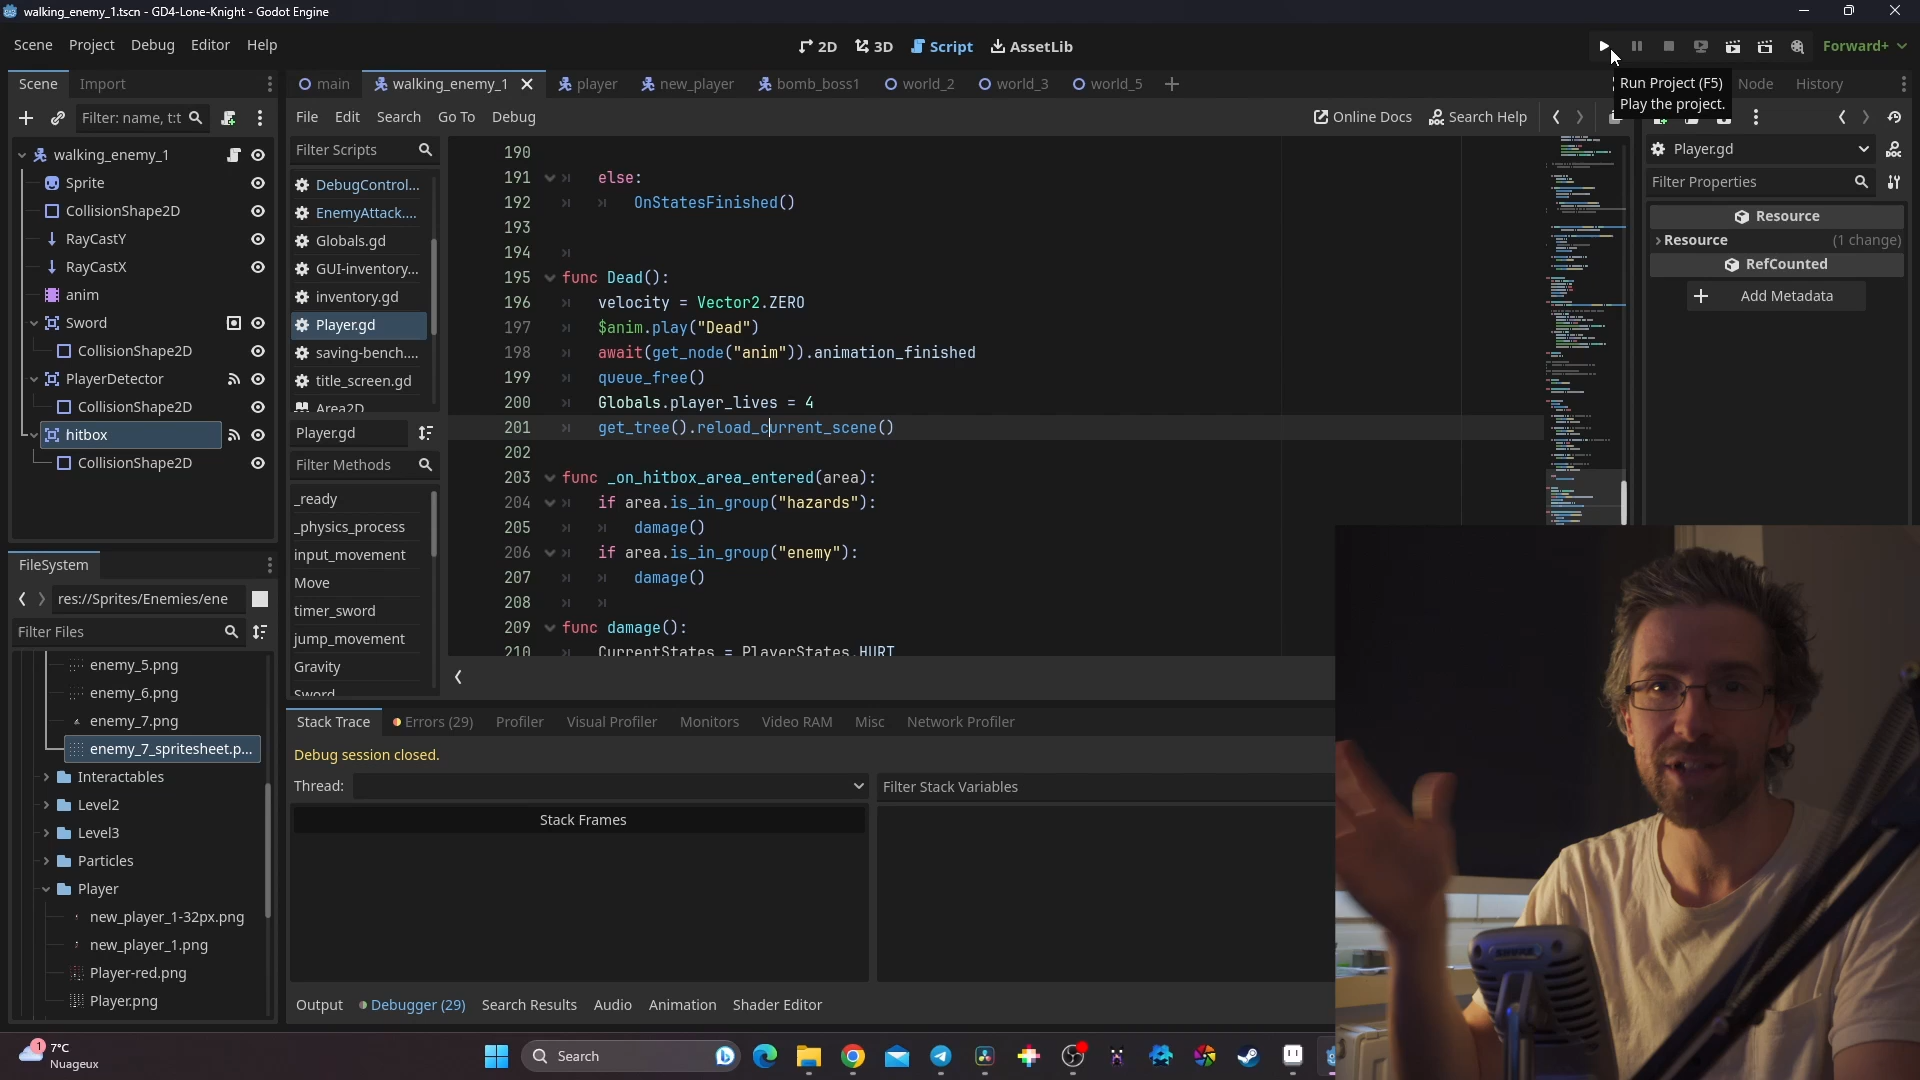 walking_enemy_1.tscn - GD4-Lone-Knight - Godot Engine
Scene Project Debug Editor Help
2D 3D Script AssetLib
Forward+
Scene Import
main walking_enemy_1 player new_player bomb_boss1 world_2 world_3 world_5
Run Project (F5)
Play the project.
Node History
Filter: name, t:t
File Edit Search Go To Debug
Online Docs Search Help
walking_enemy_1
Sprite
CollisionShape2D
RayCastY
RayCastX
anim
Sword
CollisionShape2D
PlayerDetector
CollisionShape2D
hitbox
CollisionShape2D
FileSystem
res://Sprites/Enemies/ene
Filter Files
enemy_5.png
enemy_6.png
enemy_7.png
enemy_7_spritesheet.p...
Interactables
Level2
Level3
Particles
Player
new_player_1-32px.png
new_player_1.png
Player-red.png
Player.png
Filter Scripts
DebugControl...
EnemyAttack....
Globals.gd
GUI-inventory...
inventory.gd
Player.gd
saving-bench....
title_screen.gd
Area2D
Player.gd
Filter Methods
_ready
_physics_process
input_movement
Move
timer_sword
jump_movement
Gravity
Sword
190
191 else:
192 OnStatesFinished()
193
194
195 func Dead():
196 velocity = Vector2.ZERO
197 $anim.play("Dead")
198 await(get_node("anim")).animation_finished
199 queue_free()
200 Globals.player_lives = 4
201 get_tree().reload_current_scene()
202
203 func _on_hitbox_area_entered(area):
204 if area.is_in_group("hazards"):
205 damage()
206 if area.is_in_group("enemy"):
207 damage()
208
209 func damage():
210 CurrentStates = PlayerStates.HURT
Player.gd
Filter Properties
Resource
Resource (1 change)
RefCounted
Add Metadata
Stack Trace Errors (29) Profiler Visual Profiler Monitors Video RAM Misc Network Profiler
Debug session closed.
Thread:
Filter Stack Variables
Stack Frames
Output Debugger (29) Search Results Audio Animation Shader Editor
SHURE
1
7°C
Nuageux
Search